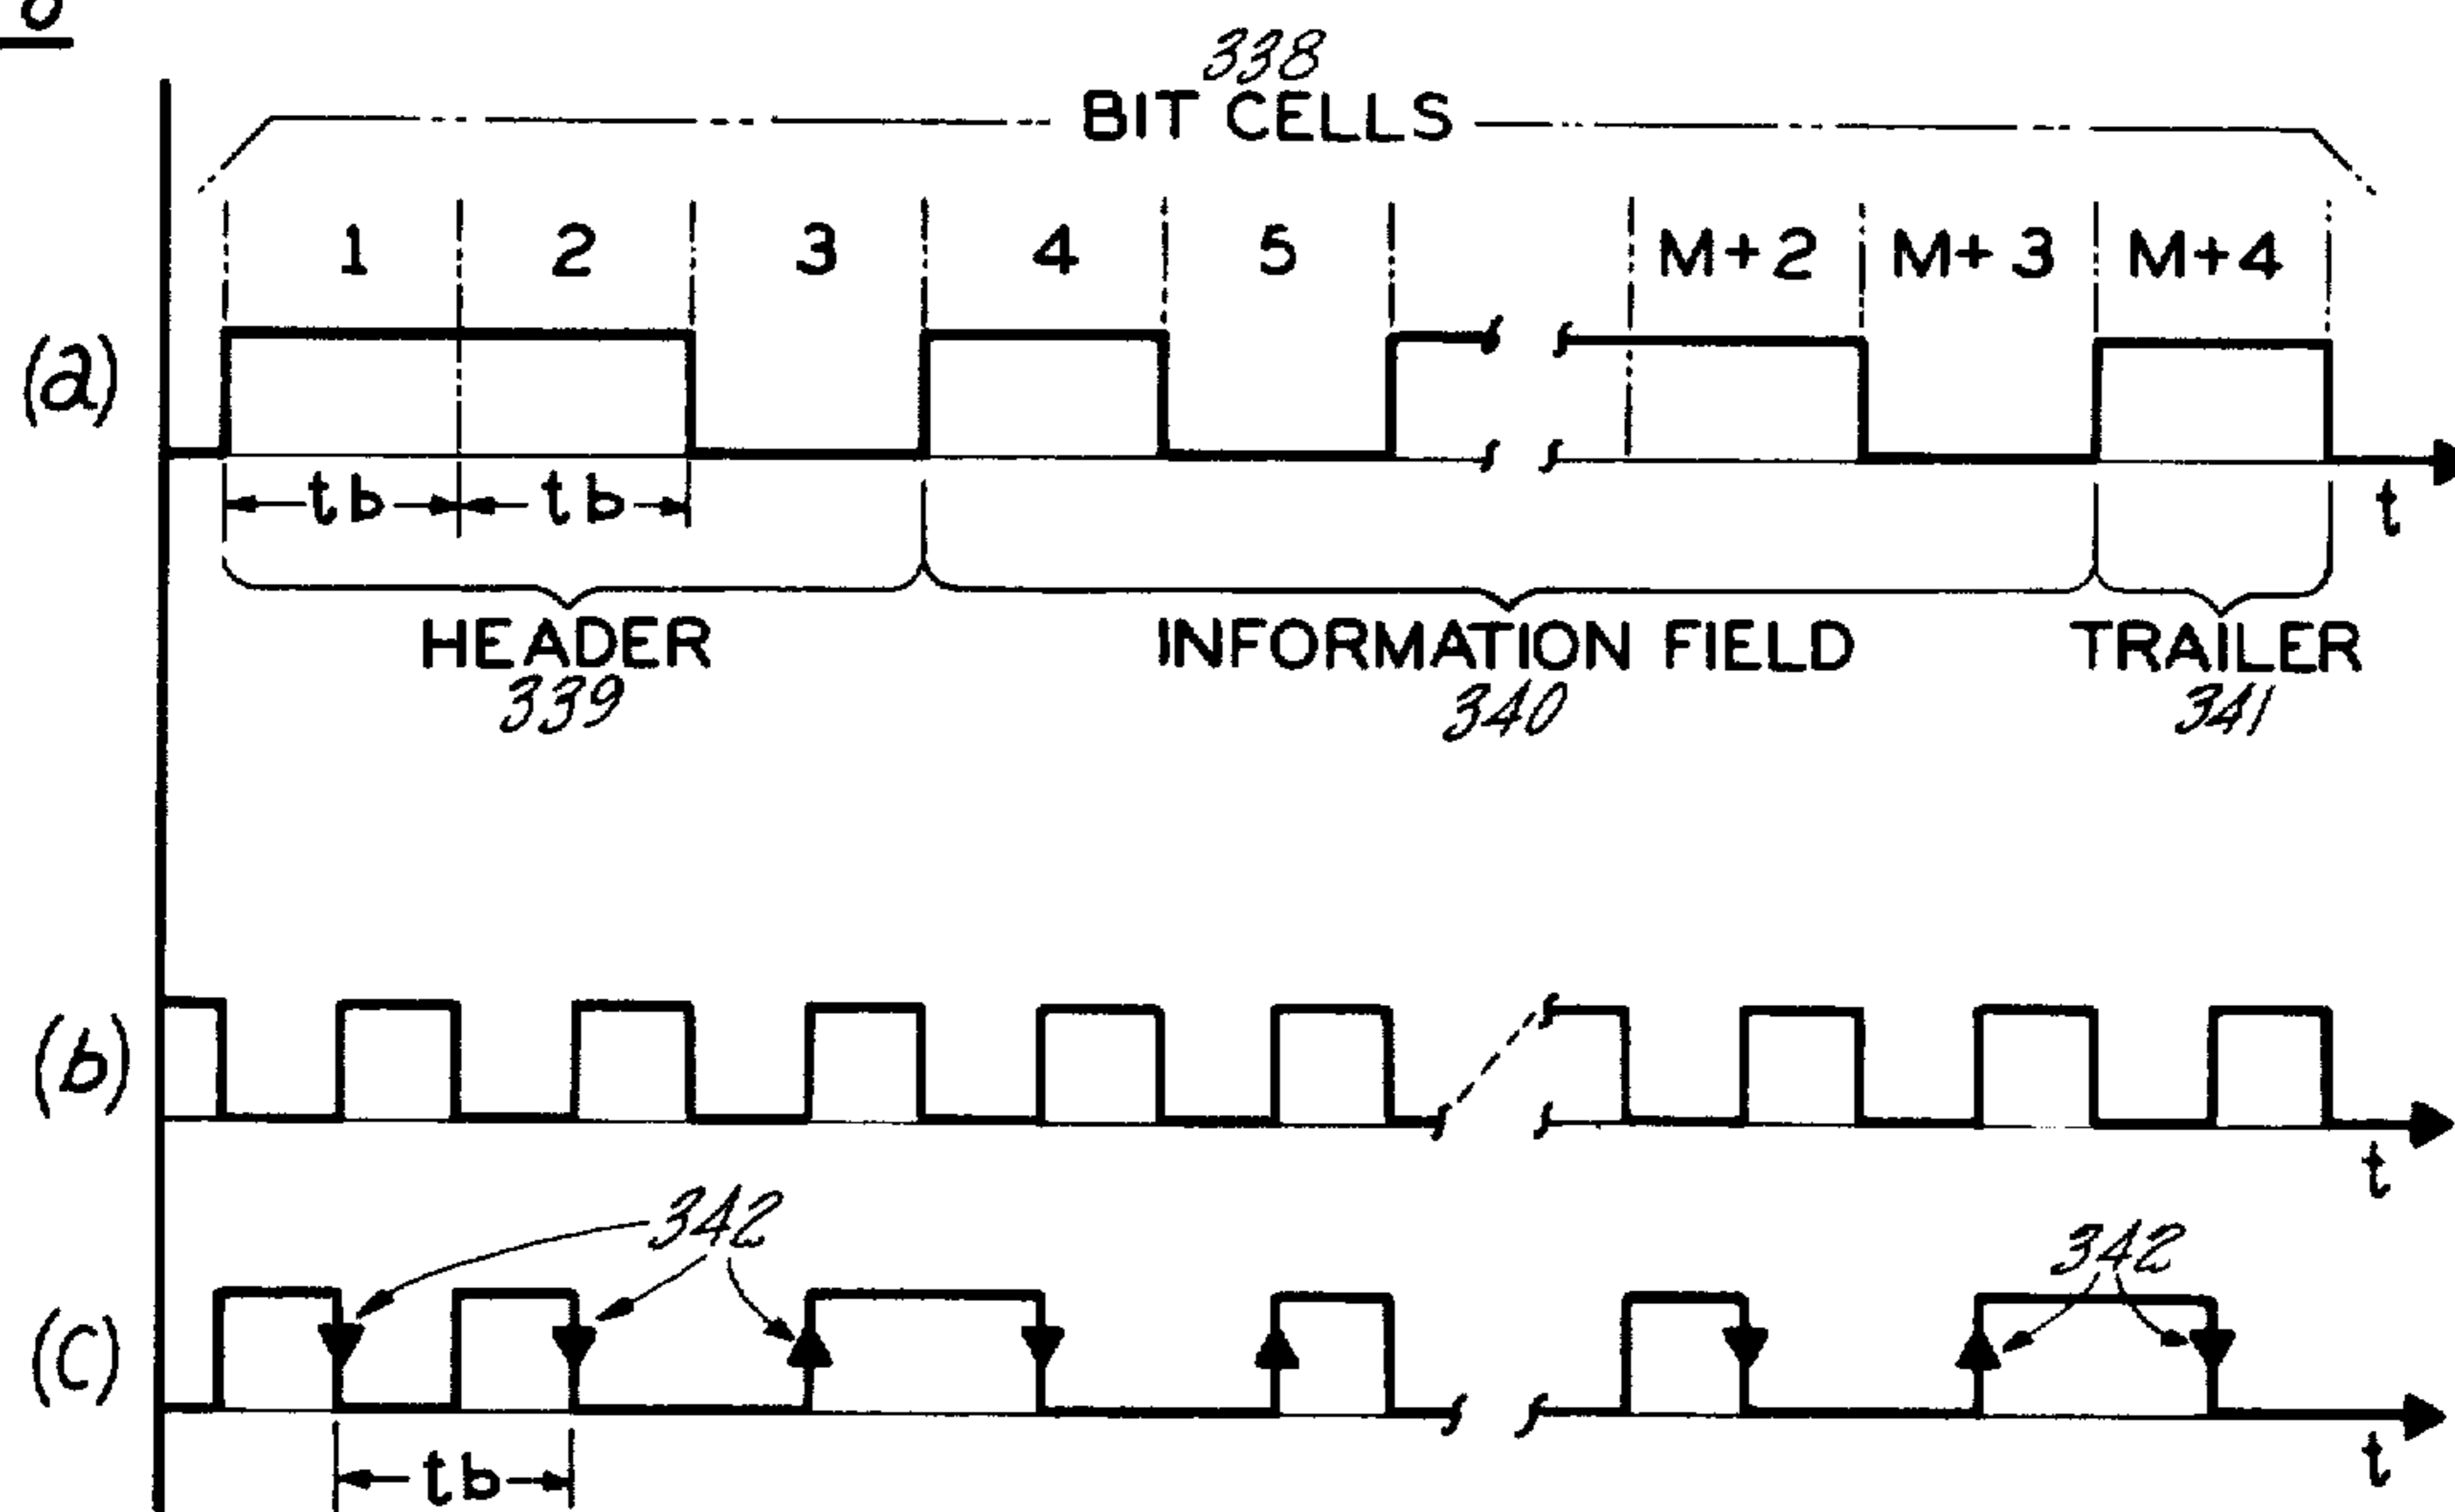 338
BIT CELLS
1 2 3 4 5 M+2 M+3 M+4
(a)
tb tb
t
HEADER INFORMATION FIELD TRAILER
339 340 341
(b)
t
342 342
(c)
tb
t